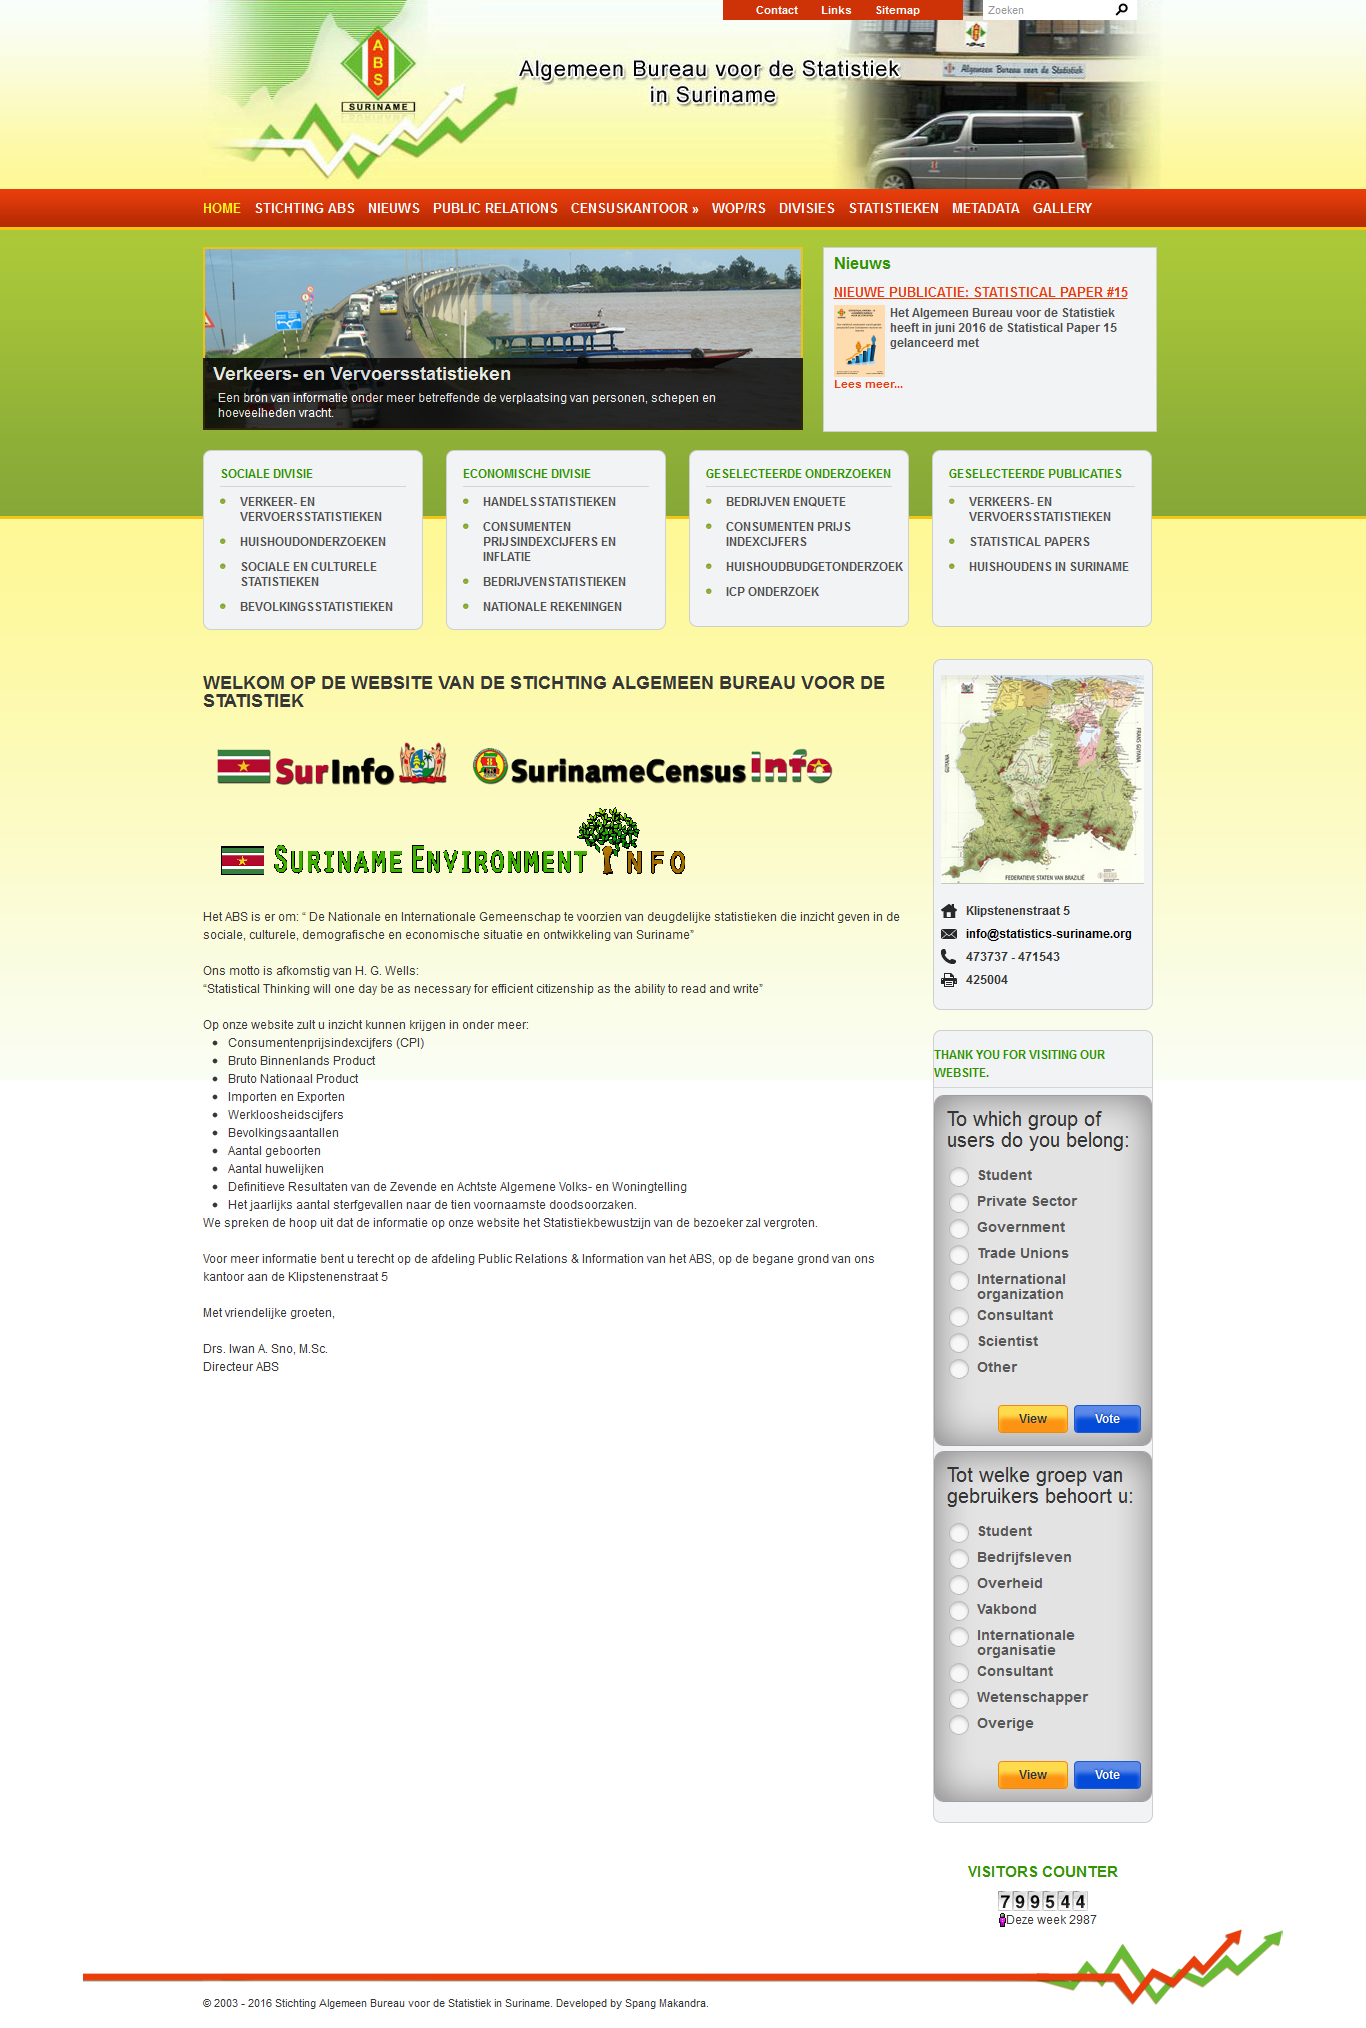 Contact Links Sitemap
Zoeken
A
B
S
SURINAME
Algemeen Bureau voor de Statistiek
in Suriname
Algemeen Bureau voor de Statistiek
HOME STICHTING ABS NIEUWS PUBLIC RELATIONS CENSUSKANTOOR » WOP/RS DIVISIES STATISTIEKEN METADATA GALLERY
Verkeers- en Vervoersstatistieken
Een bron van informatie onder meer betreffende de verplaatsing van personen, schepen en
hoeveelheden vracht.
Nieuws
NIEUWE PUBLICATIE: STATISTICAL PAPER #15
Het Algemeen Bureau voor de Statistiek
heeft in juni 2016 de Statistical Paper 15
gelanceerd met
Lees meer...
SOCIALE DIVISIE
VERKEER- EN
VERVOERSSTATISTIEKEN
HUISHOUDONDERZOEKEN
SOCIALE EN CULTURELE
STATISTIEKEN
BEVOLKINGSSTATISTIEKEN
ECONOMISCHE DIVISIE
HANDELSSTATISTIEKEN
CONSUMENTEN
PRIJSINDEXCIJFERS EN
INFLATIE
BEDRIJVENSTATISTIEKEN
NATIONALE REKENINGEN
GESELECTEERDE ONDERZOEKEN
BEDRIJVEN ENQUETE
CONSUMENTEN PRIJS
INDEXCIJFERS
HUISHOUDBUDGETONDERZOEK
ICP ONDERZOEK
GESELECTEERDE PUBLICATIES
VERKEERS- EN
VERVOERSSTATISTIEKEN
STATISTICAL PAPERS
HUISHOUDENS IN SURINAME
WELKOM OP DE WEBSITE VAN DE STICHTING ALGEMEEN BUREAU VOOR DE
STATISTIEK
SurInfo
SurinameCensus Info
SURINAME ENVIRONMENT INFO
Het ABS is er om: “ De Nationale en Internationale Gemeenschap te voorzien van deugdelijke statistieken die inzicht geven in de
sociale, culturele, demografische en economische situatie en ontwikkeling van Suriname”
Ons motto is afkomstig van H. G. Wells:
“Statistical Thinking will one day be as necessary for efficient citizenship as the ability to read and write”
Op onze website zult u inzicht kunnen krijgen in onder meer:
Consumentenprijsindexcijfers (CPI)
Bruto Binnenlands Product
Bruto Nationaal Product
Importen en Exporten
Werkloosheidscijfers
Bevolkingsaantallen
Aantal geboorten
Aantal huwelijken
Definitieve Resultaten van de Zevende en Achtste Algemene Volks- en Woningtelling
Het jaarlijks aantal sterfgevallen naar de tien voornaamste doodsoorzaken.
We spreken de hoop uit dat de informatie op onze website het Statistiekbewustzijn van de bezoeker zal vergroten.
Voor meer informatie bent u terecht op de afdeling Public Relations & Information van het ABS, op de begane grond van ons
kantoor aan de Klipstenenstraat 5
Met vriendelijke groeten,
Drs. Iwan A. Sno, M.Sc.
Directeur ABS
GUYANA
FRANS GUYANA
FEDERATIEVE STATEN VAN BRAZILIË
Klipstenenstraat 5
info@statistics-suriname.org
473737 - 471543
425004
THANK YOU FOR VISITING OUR
WEBSITE.
To which group of
users do you belong:
Student
Private Sector
Government
Trade Unions
International
organization
Consultant
Scientist
Other
View Vote
Tot welke groep van
gebruikers behoort u:
Student
Bedrijfsleven
Overheid
Vakbond
Internationale
organisatie
Consultant
Wetenschapper
Overige
View Vote
VISITORS COUNTER
799544
Deze week 2987
© 2003 - 2016 Stichting Algemeen Bureau voor de Statistiek in Suriname. Developed by Spang Makandra.